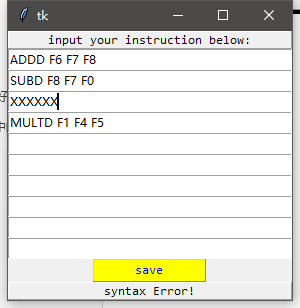 tk
input your instruction below:
ADDD F6 F7 F8
SUBD F8 F7 F0
XXXXXX
MULTD F1 F4 F5
save
syntax Error!